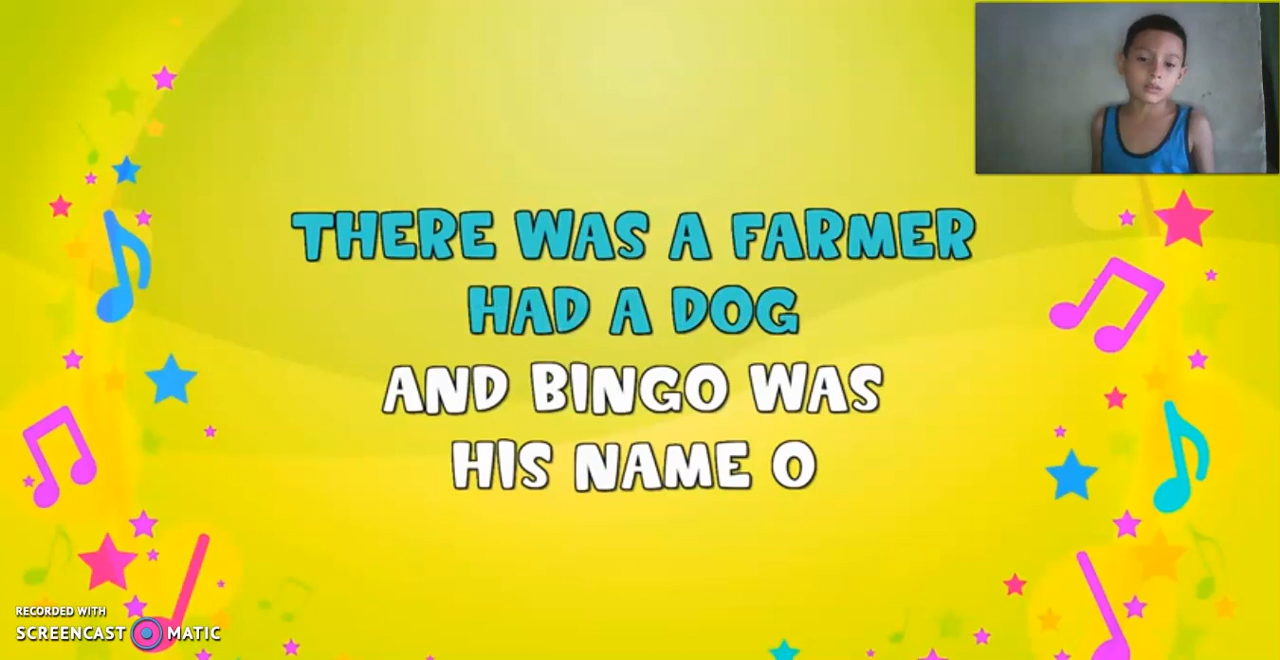 THERE WAS A FARMER
HAD A DOG
AND BINGO WAS
HIS NAME O
RECORDED WITH
SCREENCAST MATIC